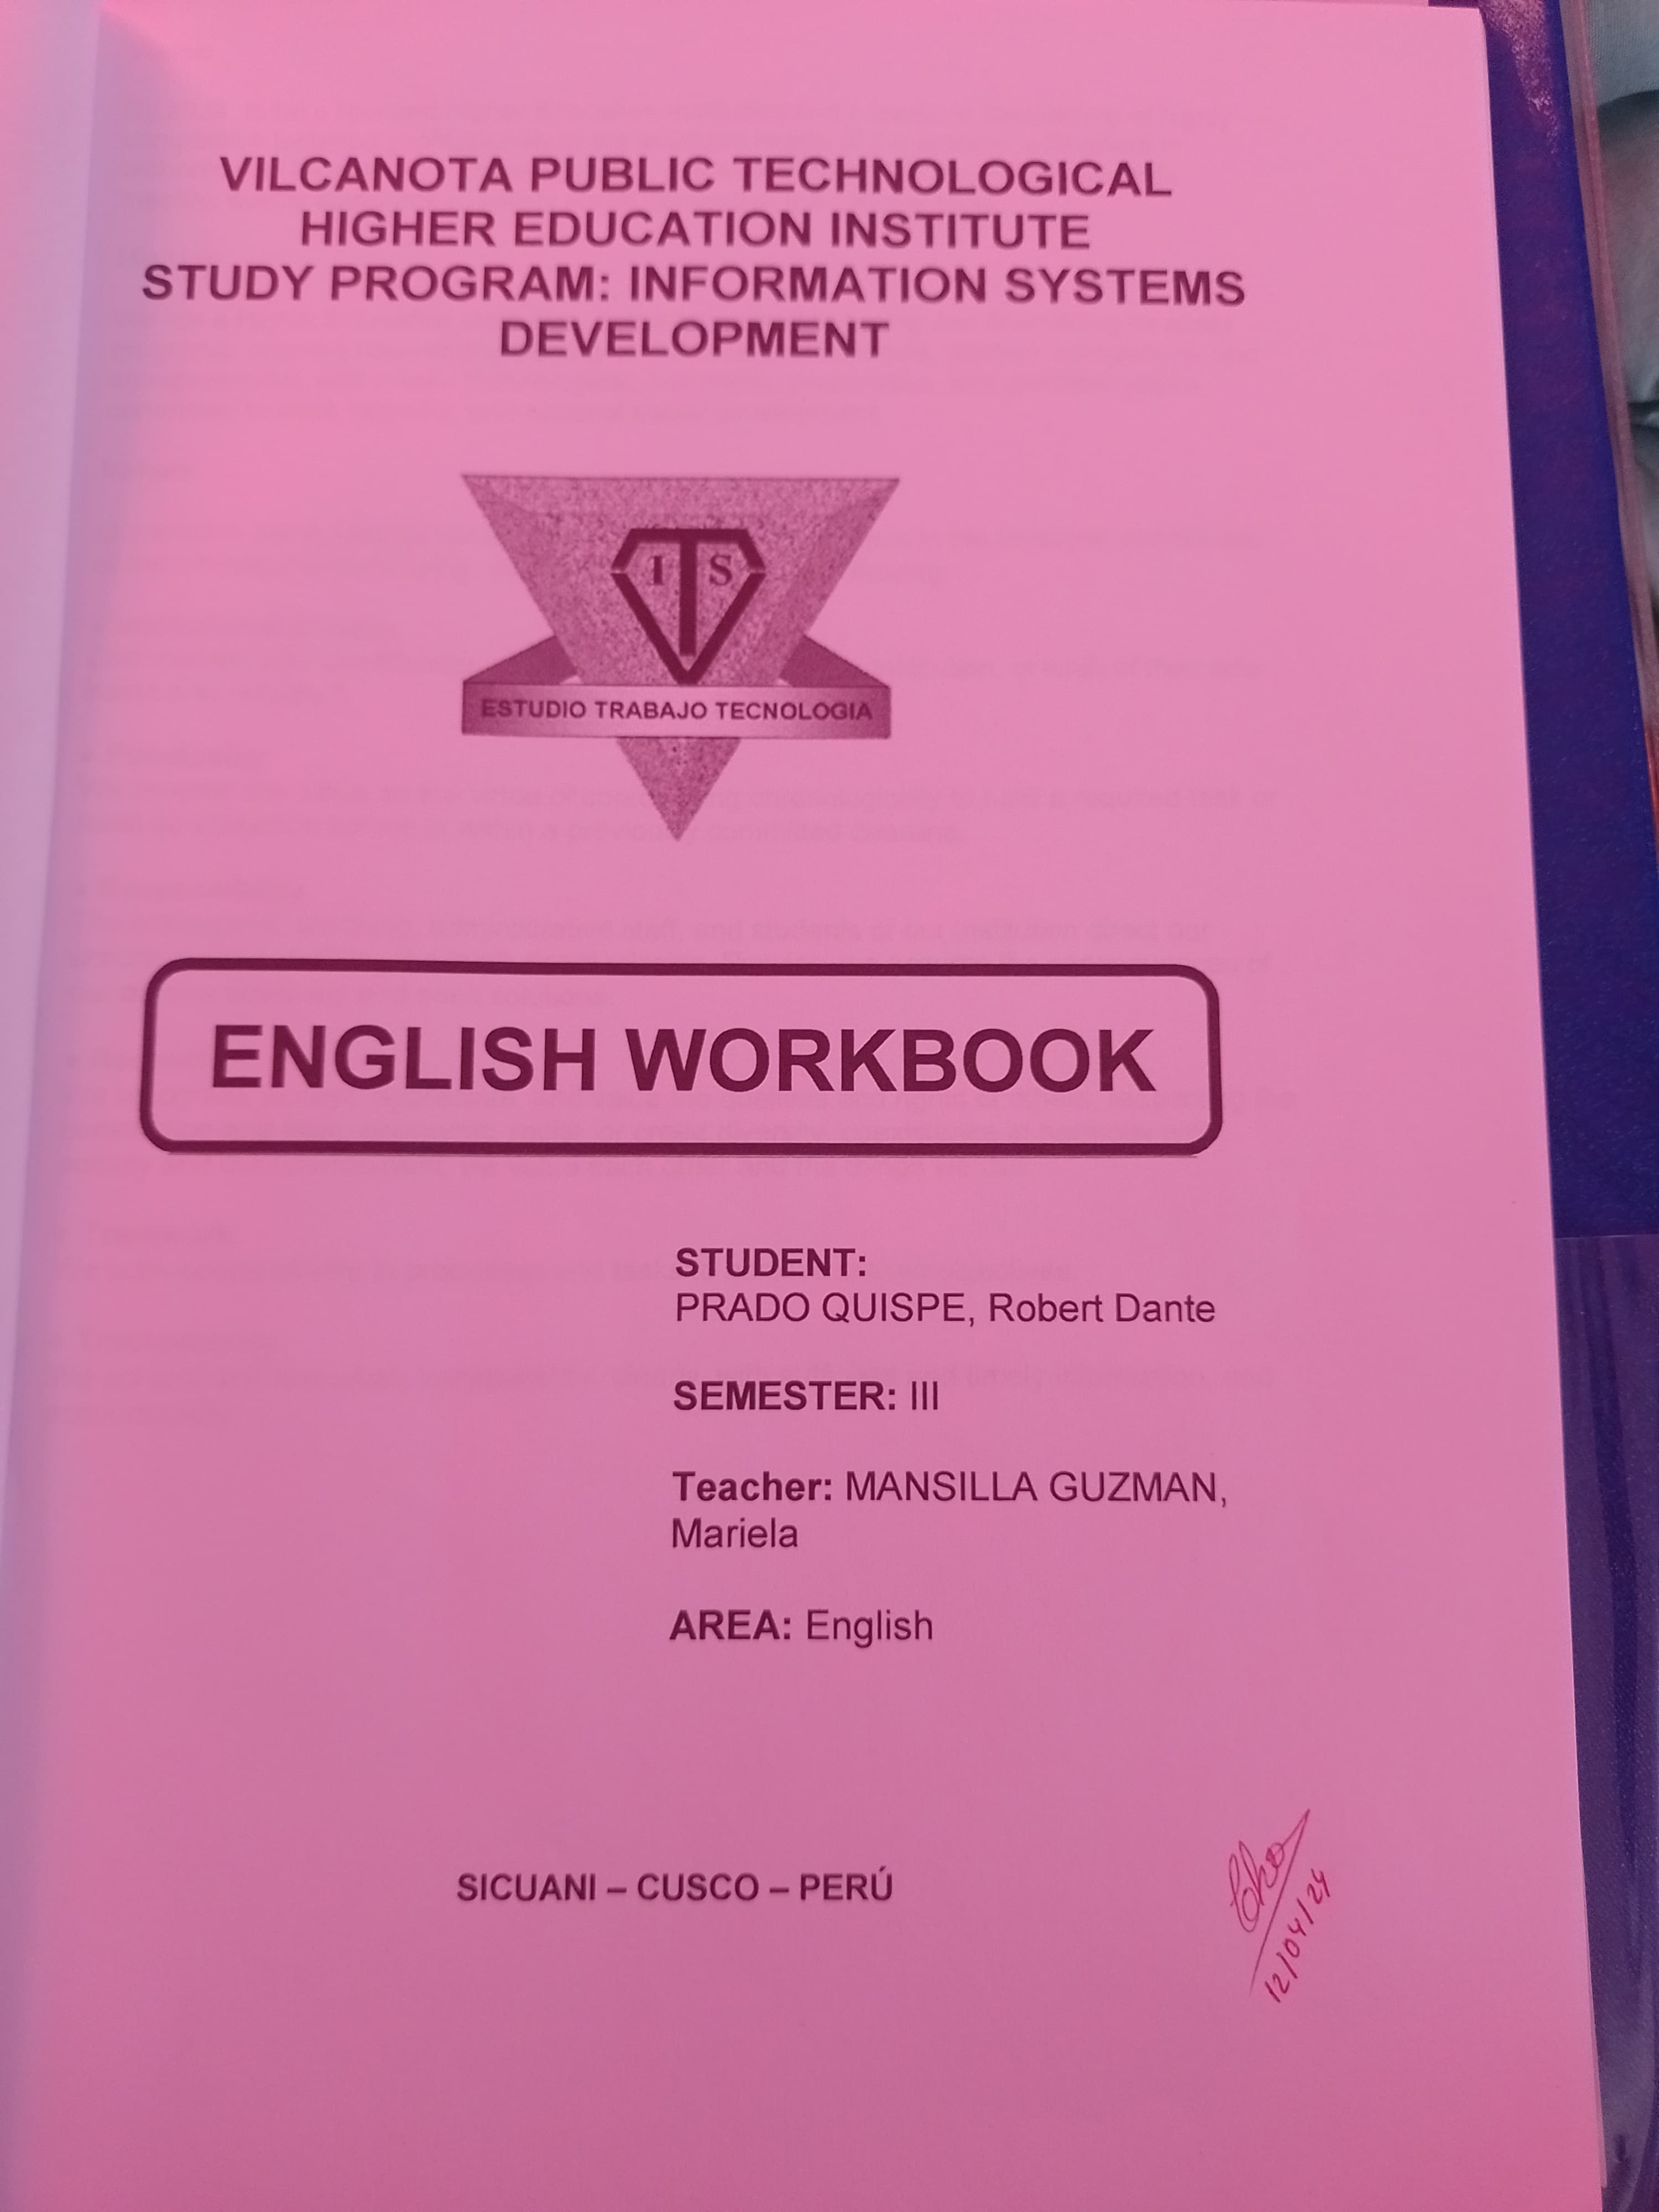 VILCANOTA PUBLIC TECHNOLOGICAL
HIGHER EDUCATION INSTITUTE
STUDY PROGRAM: INFORMATION SYSTEMS
DEVELOPMENT
I T S
ESTUDIO TRABAJO TECNOLOGIA
ENGLISH WORKBOOK
STUDENT:
PRADO QUISPE, Robert Dante
SEMESTER: III
Teacher: MANSILLA GUZMAN,
Mariela
AREA: English
SICUANI – CUSCO – PERÚ
12/04/24